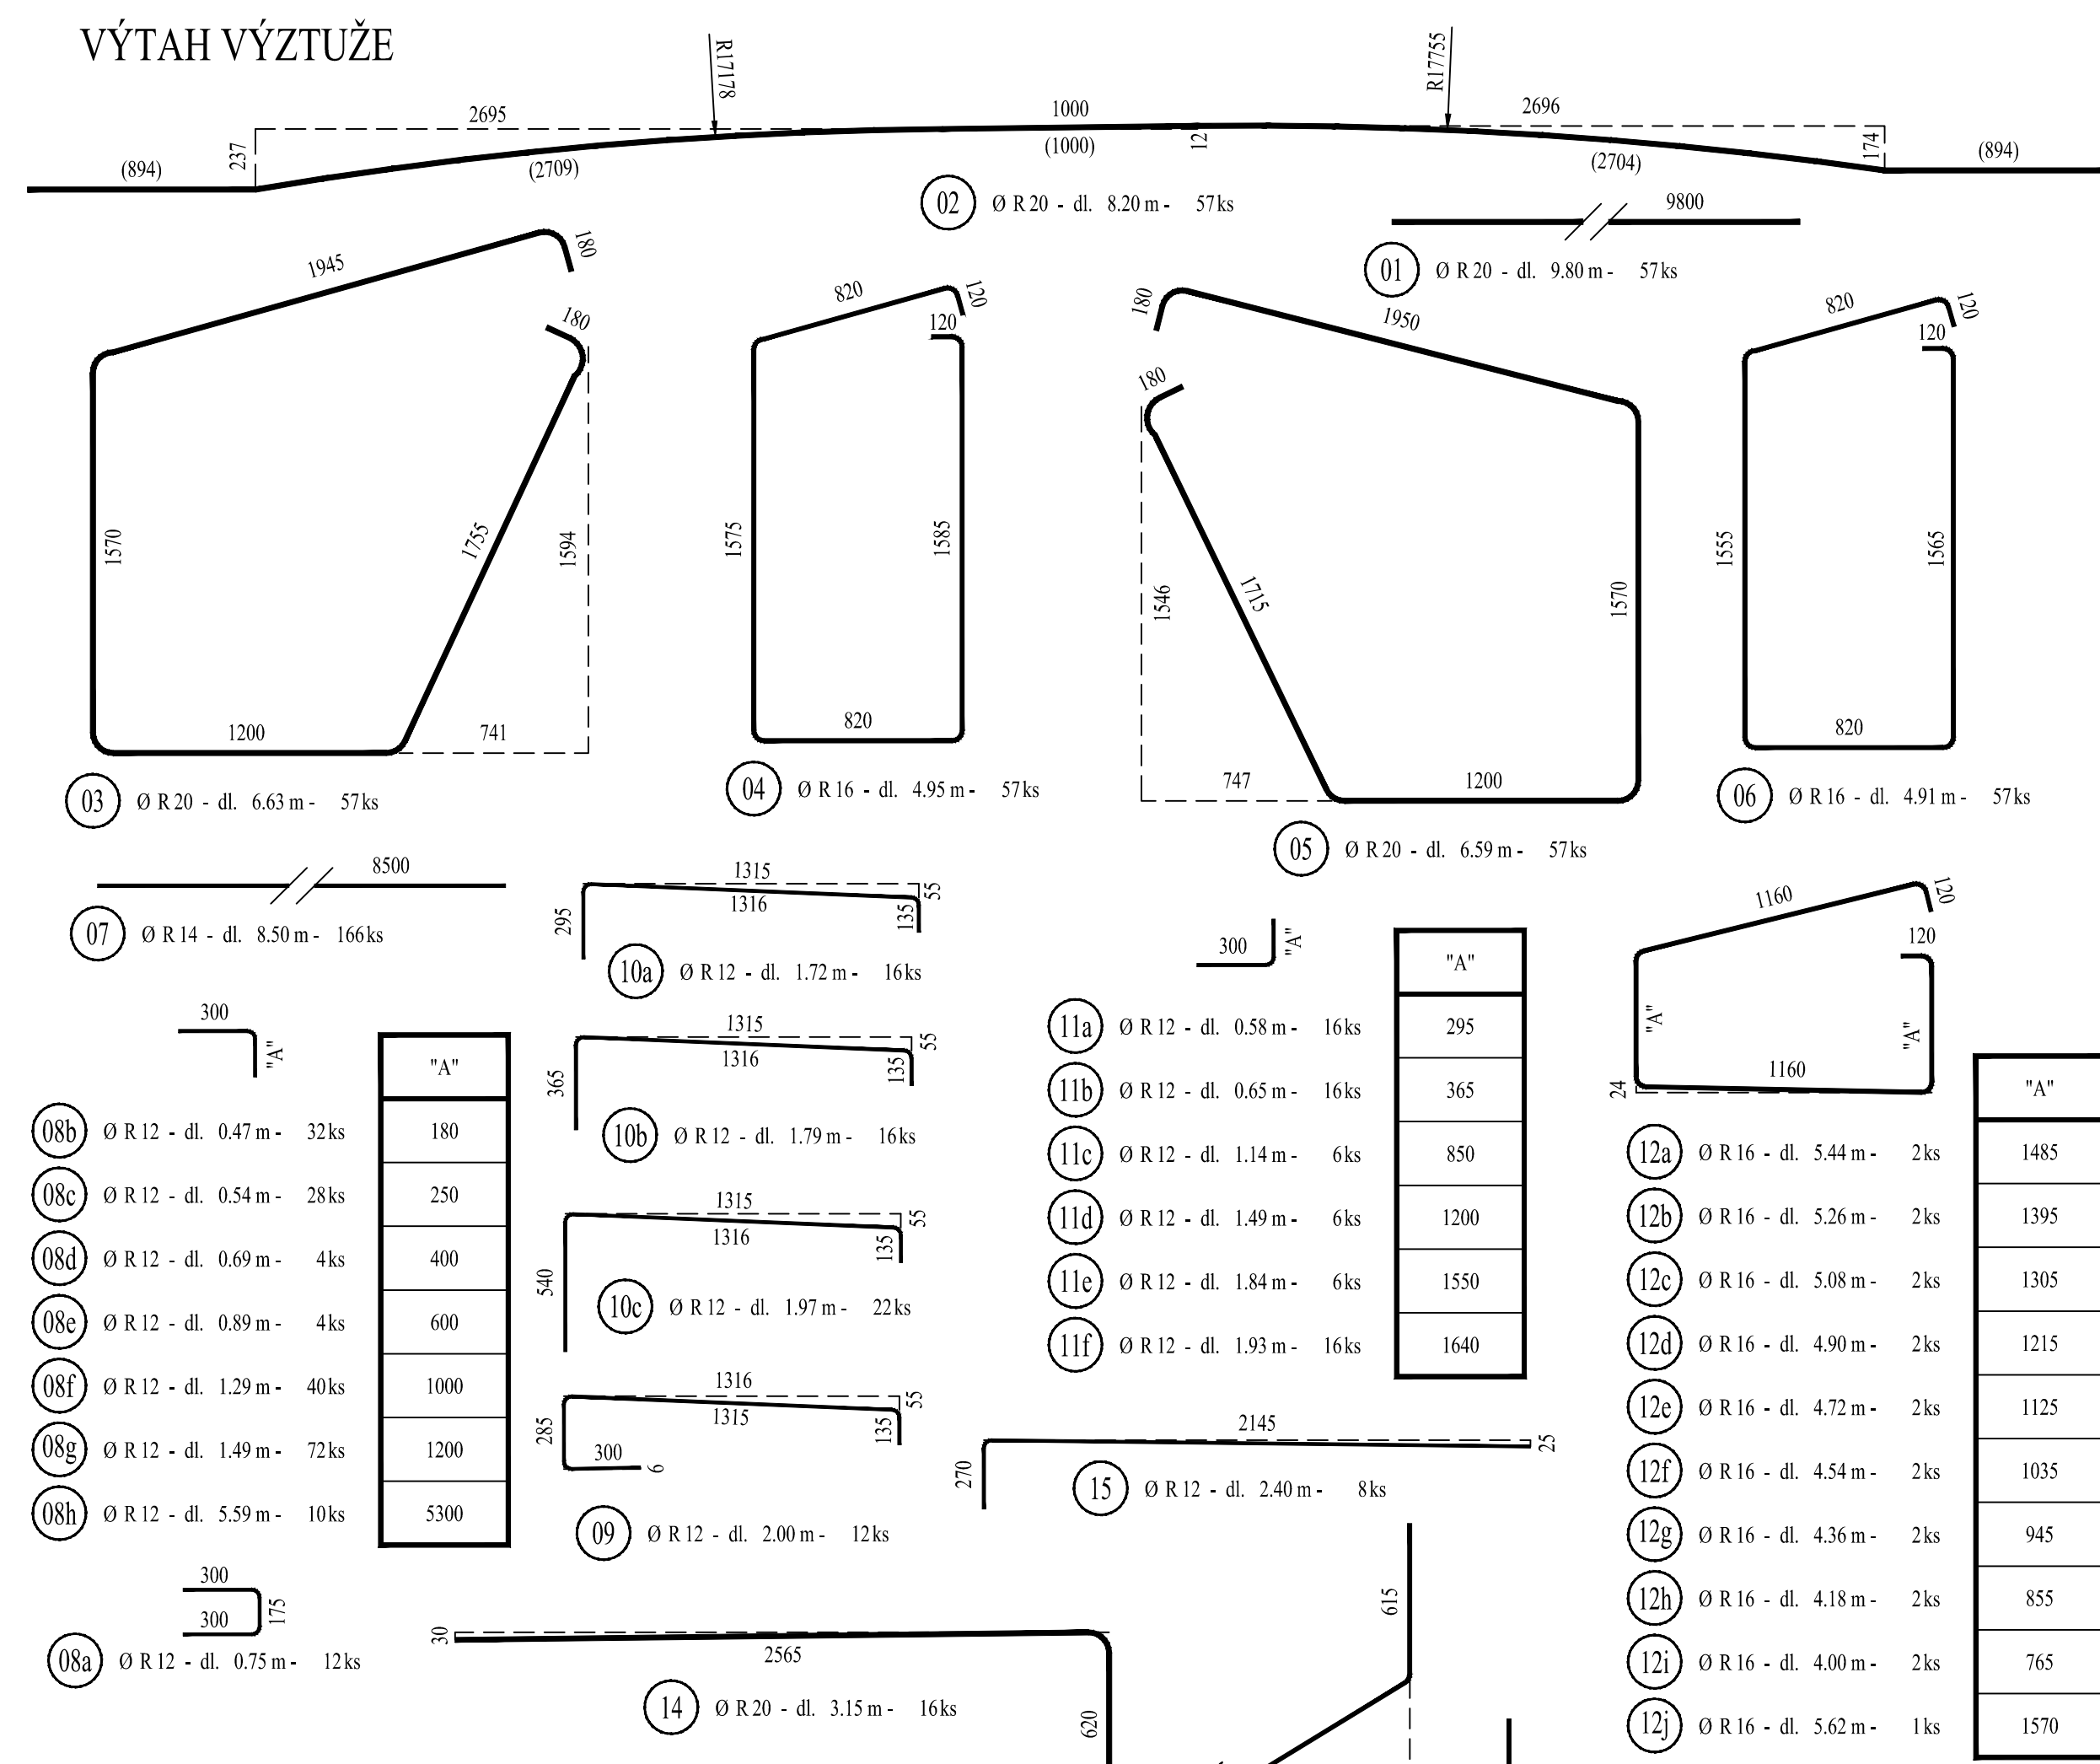 VÝTAH VÝZTUŽE
R17178
R17755
2695
1000
2696
237
12
174
(894)
(2709)
(1000)
(2704)
(894)
02 Ø R 20 - dl. 8.20 m - 57 ks
9800
01 Ø R 20 - dl. 9.80 m - 57 ks
1945
180
180
1570
1755
1594
1200
741
03 Ø R 20 - dl. 6.63 m - 57 ks
820
120
120
1575
1585
820
04 Ø R 16 - dl. 4.95 m - 57 ks
180
1950
180
1546
1715
1570
747
1200
05 Ø R 20 - dl. 6.59 m - 57 ks
820
120
120
1555
1565
820
06 Ø R 16 - dl. 4.91 m - 57 ks
8500
07 Ø R 14 - dl. 8.50 m - 166 ks
300
"A"
"A"
08b Ø R 12 - dl. 0.47 m - 32 ks 180
08c Ø R 12 - dl. 0.54 m - 28 ks 250
08d Ø R 12 - dl. 0.69 m - 4 ks 400
08e Ø R 12 - dl. 0.89 m - 4 ks 600
08f Ø R 12 - dl. 1.29 m - 40 ks 1000
08g Ø R 12 - dl. 1.49 m - 72 ks 1200
08h Ø R 12 - dl. 5.59 m - 10 ks 5300
300
300
175
08a Ø R 12 - dl. 0.75 m - 12 ks
1315
55
1316
295
135
10a Ø R 12 - dl. 1.72 m - 16 ks
1315
55
1316
365
135
10b Ø R 12 - dl. 1.79 m - 16 ks
1315
55
1316
540
135
10c Ø R 12 - dl. 1.97 m - 22 ks
1316
55
1315
285
135
300
6
09 Ø R 12 - dl. 2.00 m - 12 ks
300
"A"
"A"
11a Ø R 12 - dl. 0.58 m - 16 ks 295
11b Ø R 12 - dl. 0.65 m - 16 ks 365
11c Ø R 12 - dl. 1.14 m - 6 ks 850
11d Ø R 12 - dl. 1.49 m - 6 ks 1200
11e Ø R 12 - dl. 1.84 m - 6 ks 1550
11f Ø R 12 - dl. 1.93 m - 16 ks 1640
2145
25
270
15 Ø R 12 - dl. 2.40 m - 8 ks
1160
120
120
"A"
"A"
1160
24
"A"
12a Ø R 16 - dl. 5.44 m - 2 ks 1485
12b Ø R 16 - dl. 5.26 m - 2 ks 1395
12c Ø R 16 - dl. 5.08 m - 2 ks 1305
12d Ø R 16 - dl. 4.90 m - 2 ks 1215
12e Ø R 16 - dl. 4.72 m - 2 ks 1125
12f Ø R 16 - dl. 4.54 m - 2 ks 1035
12g Ø R 16 - dl. 4.36 m - 2 ks 945
12h Ø R 16 - dl. 4.18 m - 2 ks 855
12i Ø R 16 - dl. 4.00 m - 2 ks 765
12j Ø R 16 - dl. 5.62 m - 1 ks 1570
30
2565
620
14 Ø R 20 - dl. 3.15 m - 16 ks
615